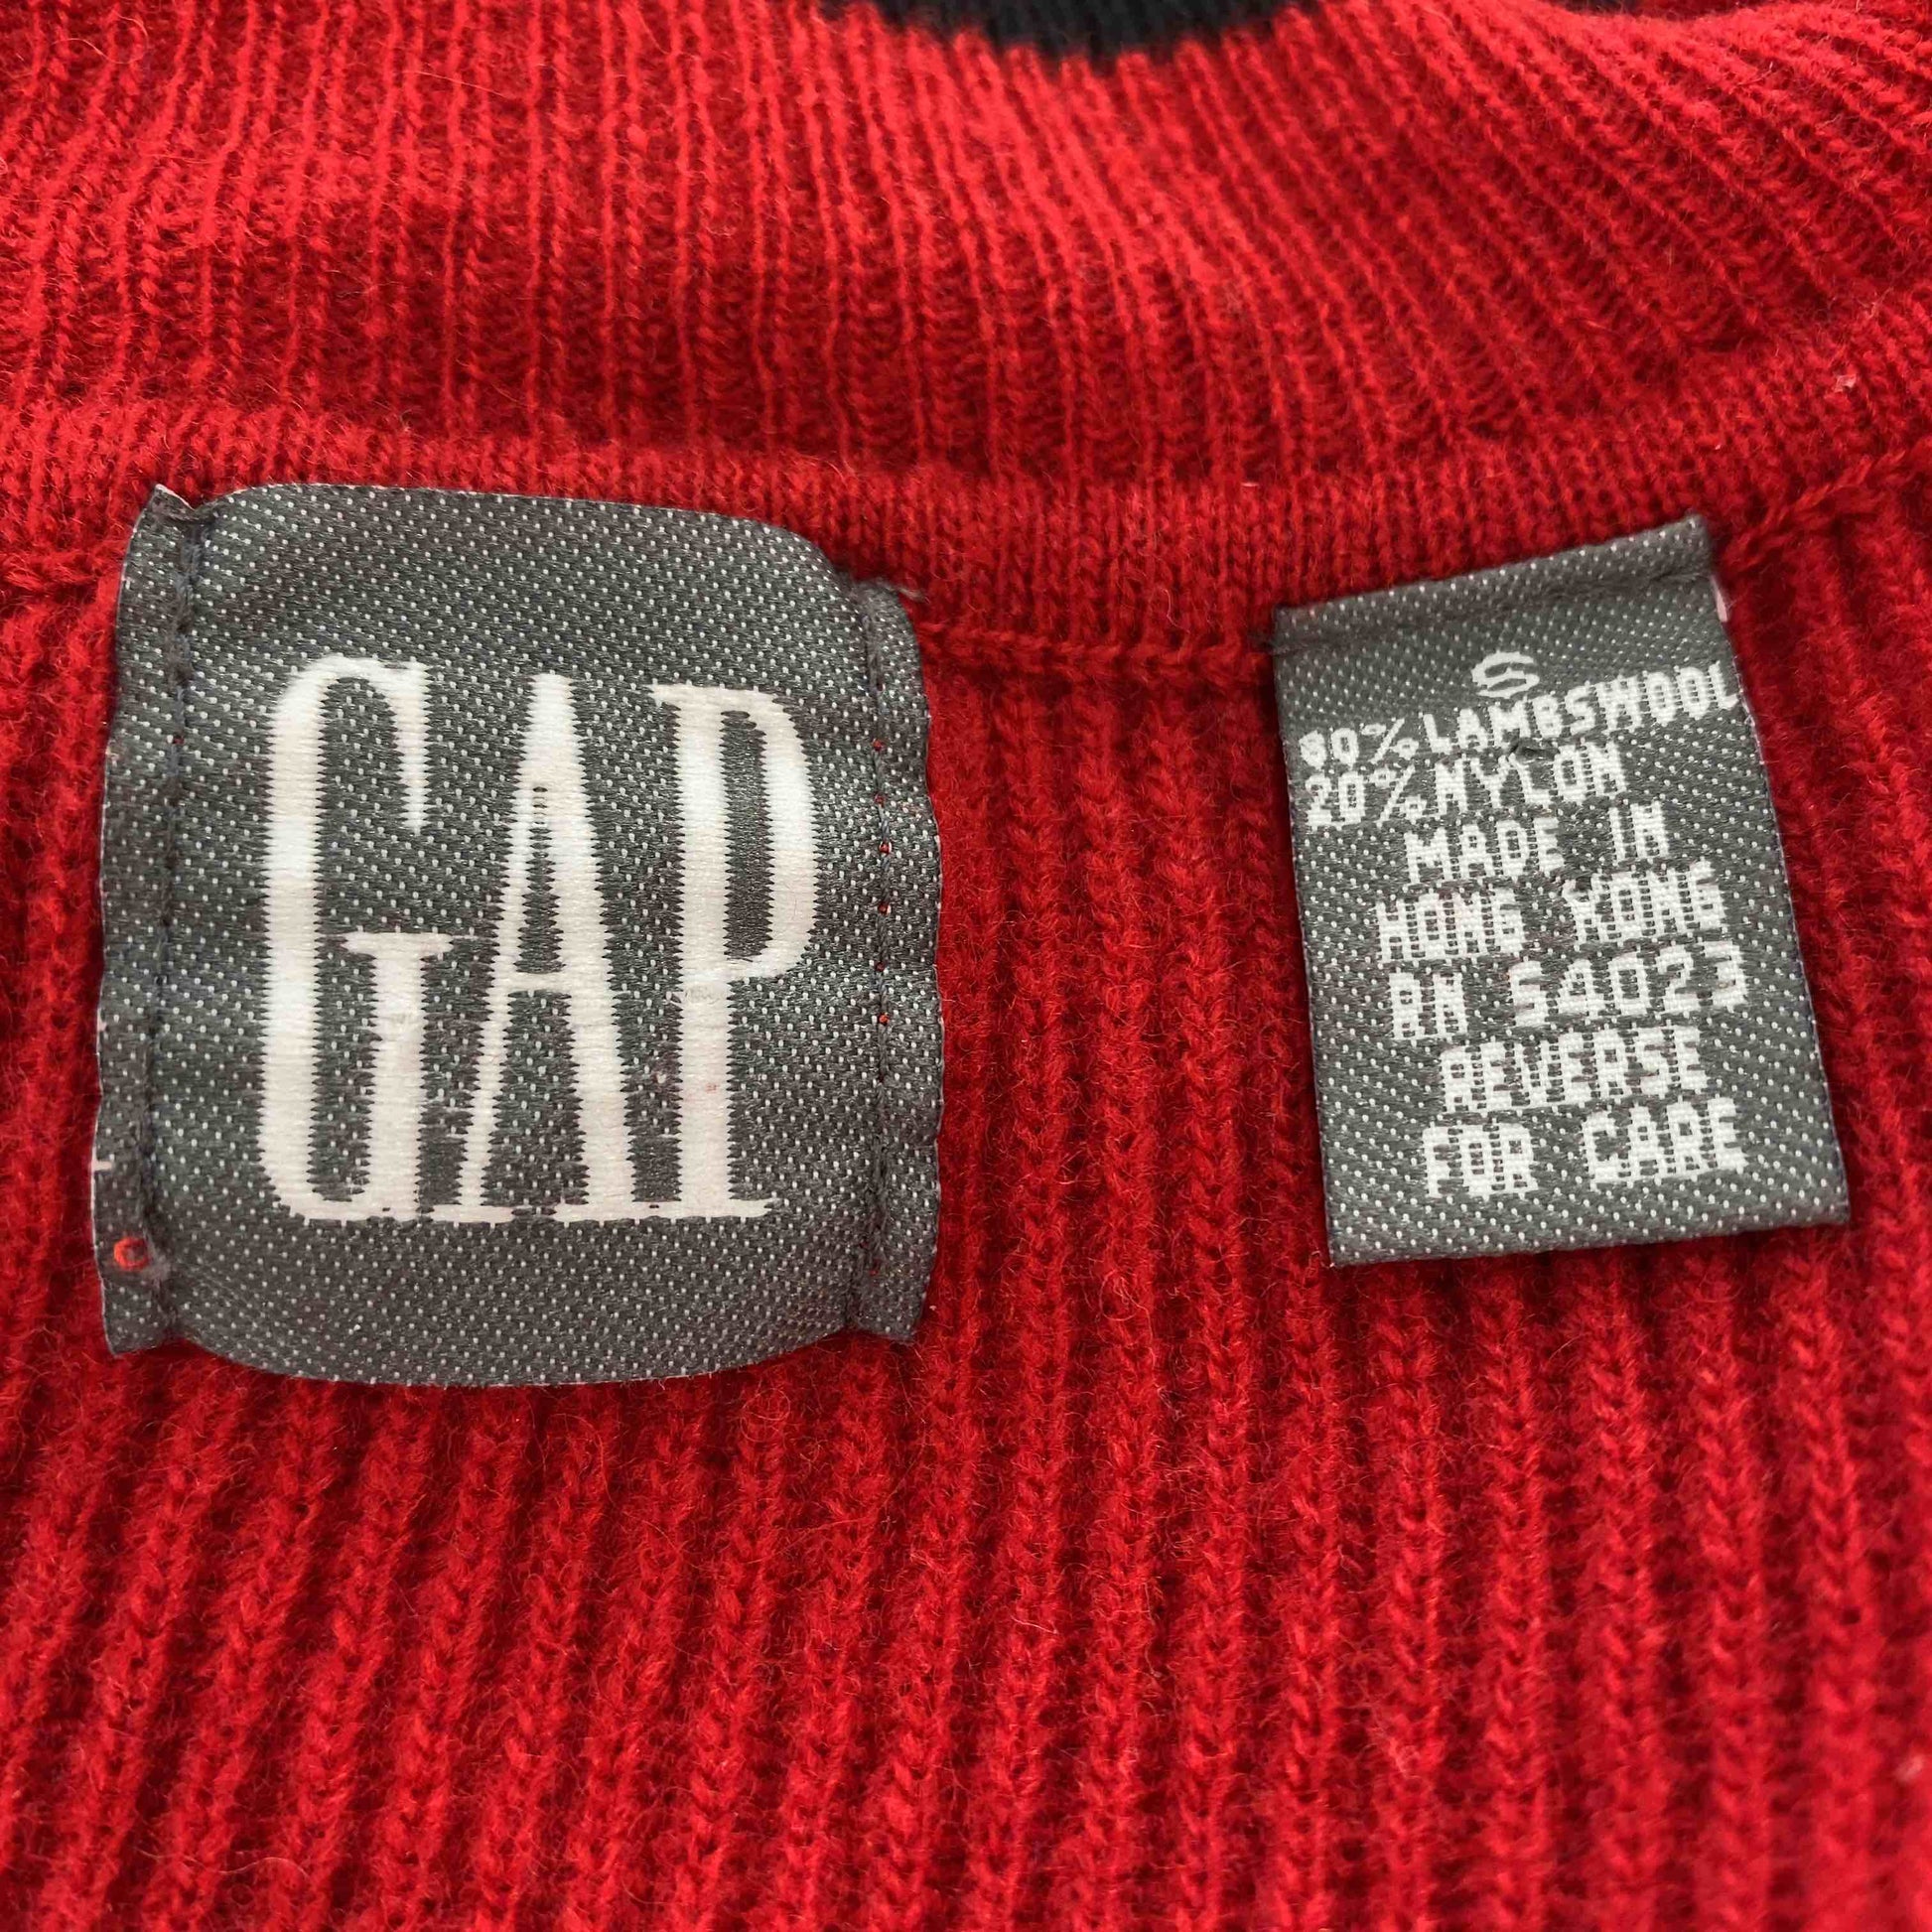 GAP
S
80% LAMBSWOOL
20% NYLON
MADE IN
HONG KONG
RN 54023
REVERSE
FOR CARE